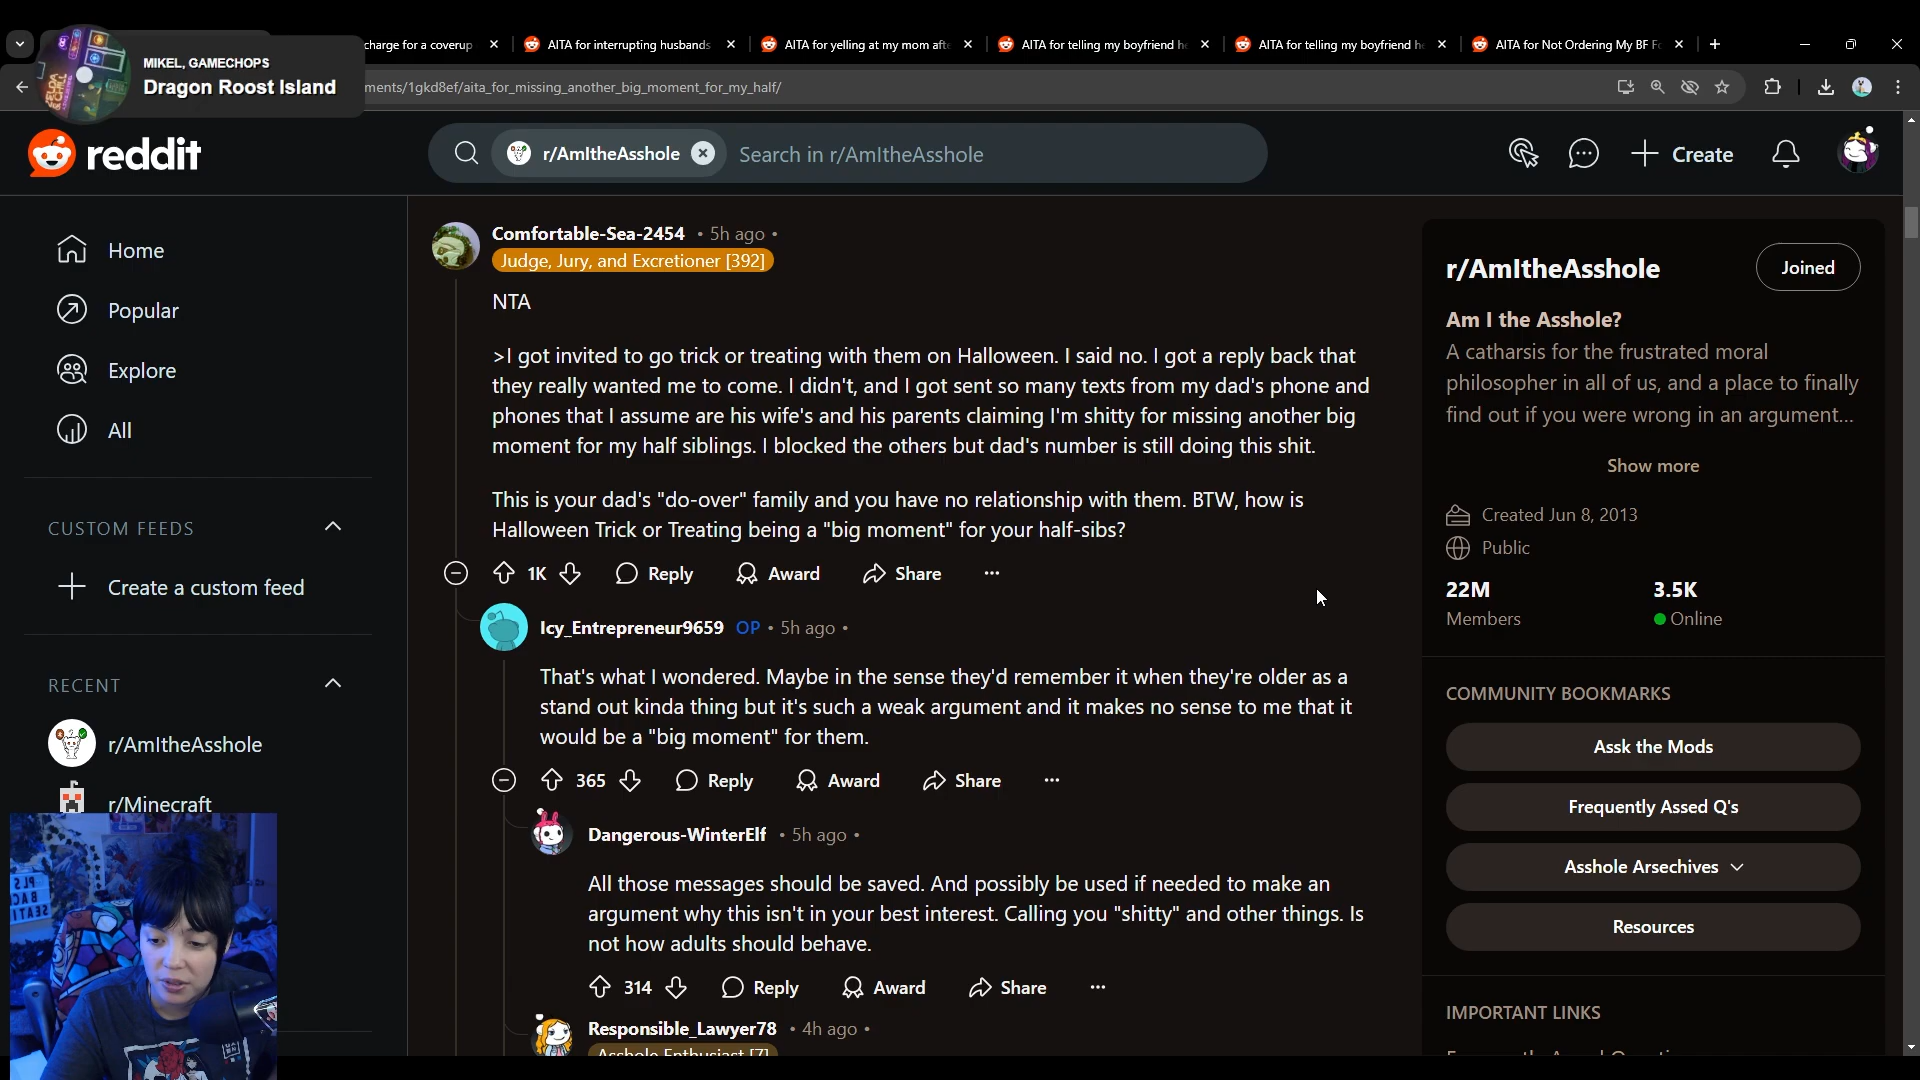 MIKEL, GAMECHOPS
Dragon Roost Island
charge for a coverup
AITA for interrupting husbands
AITA for yelling at my mom afte
AITA for telling my boyfriend he
AITA for telling my boyfriend he
AITA for Not Ordering My BF Fo
ments/1gkd8ef/aita_for_missing_another_big_moment_for_my_half/
reddit
r/AmItheAsshole
Search in r/AmItheAsshole
Create
Home
Popular
Explore
All
CUSTOM FEEDS
Create a custom feed
RECENT
r/AmItheAsshole
r/Minecraft
Comfortable-Sea-2454 • 5h ago •
Judge, Jury, and Excretioner [392]
NTA
>I got invited to go trick or treating with them on Halloween. I said no. I got a reply back that
they really wanted me to come. I didn't, and I got sent so many texts from my dad's phone and
phones that I assume are his wife's and his parents claiming I'm shitty for missing another big
moment for my half siblings. I blocked the others but dad's number is still doing this shit.
This is your dad's "do-over" family and you have no relationship with them. BTW, how is
Halloween Trick or Treating being a "big moment" for your half-sibs?
1K Reply Award Share
Icy_Entrepreneur9659 OP • 5h ago •
That's what I wondered. Maybe in the sense they'd remember it when they're older as a
stand out kinda thing but it's such a weak argument and it makes no sense to me that it
would be a "big moment" for them.
365 Reply Award Share
Dangerous-WinterElf • 5h ago •
All those messages should be saved. And possibly be used if needed to make an
argument why this isn't in your best interest. Calling you "shitty" and other things. Is
not how adults should behave.
314 Reply Award Share
Responsible_Lawyer78 • 4h ago •
Asshole Enthusiast [7]
r/AmItheAsshole
Joined
Am I the Asshole?
A catharsis for the frustrated moral
philosopher in all of us, and a place to finally
find out if you were wrong in an argument...
Show more
Created Jun 8, 2013
Public
22M 3.5K
Members Online
COMMUNITY BOOKMARKS
Assk the Mods
Frequently Assed Q's
Asshole Arsechives
Resources
IMPORTANT LINKS